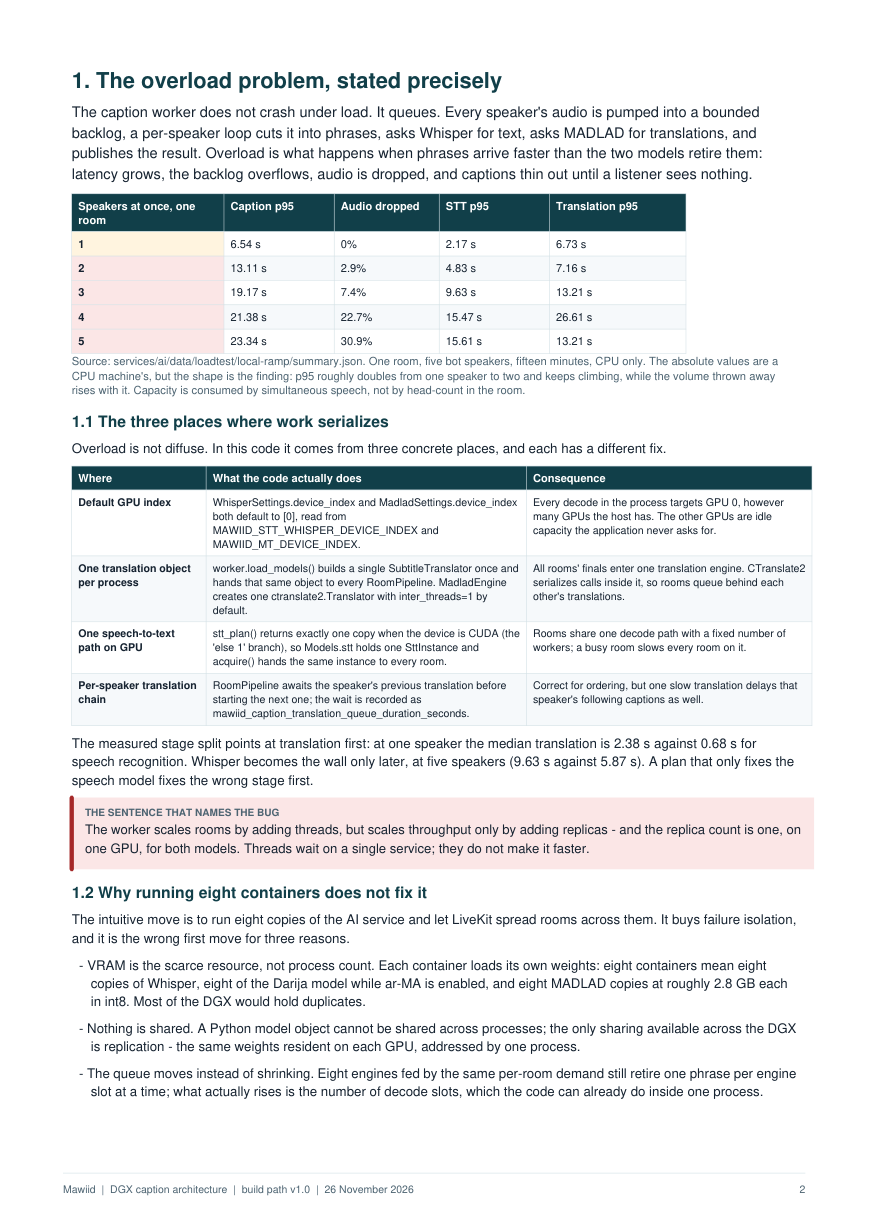 1. The overload problem, stated precisely
The caption worker does not crash under load. It queues. Every speaker's audio is pumped into a bounded
backlog, a per-speaker loop cuts it into phrases, asks Whisper for text, asks MADLAD for translations, and
publishes the result. Overload is what happens when phrases arrive faster than the two models retire them:
latency grows, the backlog overflows, audio is dropped, and captions thin out until a listener sees nothing.
Speakers at once, one room | Caption p95 | Audio dropped | STT p95 | Translation p95
1 | 6.54 s | 0% | 2.17 s | 6.73 s
2 | 13.11 s | 2.9% | 4.83 s | 7.16 s
3 | 19.17 s | 7.4% | 9.63 s | 13.21 s
4 | 21.38 s | 22.7% | 15.47 s | 26.61 s
5 | 23.34 s | 30.9% | 15.61 s | 13.21 s
Source: services/ai/data/loadtest/local-ramp/summary.json. One room, five bot speakers, fifteen minutes, CPU only. The absolute values are a
CPU machine's, but the shape is the finding: p95 roughly doubles from one speaker to two and keeps climbing, while the volume thrown away
rises with it. Capacity is consumed by simultaneous speech, not by head-count in the room.
1.1 The three places where work serializes
Overload is not diffuse. In this code it comes from three concrete places, and each has a different fix.
Where | What the code actually does | Consequence
Default GPU index
WhisperSettings.device_index and MadladSettings.device_index
both default to [0], read from
MAWIID_STT_WHISPER_DEVICE_INDEX and
MAWIID_MT_DEVICE_INDEX.
Every decode in the process targets GPU 0, however
many GPUs the host has. The other GPUs are idle
capacity the application never asks for.
One translation object
per process
worker.load_models() builds a single SubtitleTranslator once and
hands that same object to every RoomPipeline. MadladEngine
creates one ctranslate2.Translator with inter_threads=1 by
default.
All rooms' finals enter one translation engine. CTranslate2
serializes calls inside it, so rooms queue behind each
other's translations.
One speech-to-text
path on GPU
stt_plan() returns exactly one copy when the device is CUDA (the
'else 1' branch), so Models.stt holds one SttInstance and
acquire() hands the same instance to every room.
Rooms share one decode path with a fixed number of
workers; a busy room slows every room on it.
Per-speaker translation
chain
RoomPipeline awaits the speaker's previous translation before
starting the next one; the wait is recorded as
mawiid_caption_translation_queue_duration_seconds.
Correct for ordering, but one slow translation delays that
speaker's following captions as well.
The measured stage split points at translation first: at one speaker the median translation is 2.38 s against 0.68 s for
speech recognition. Whisper becomes the wall only later, at five speakers (9.63 s against 5.87 s). A plan that only fixes the
speech model fixes the wrong stage first.
THE SENTENCE THAT NAMES THE BUG
The worker scales rooms by adding threads, but scales throughput only by adding replicas - and the replica count is one, on
one GPU, for both models. Threads wait on a single service; they do not make it faster.
1.2 Why running eight containers does not fix it
The intuitive move is to run eight copies of the AI service and let LiveKit spread rooms across them. It buys failure isolation,
and it is the wrong first move for three reasons.
- VRAM is the scarce resource, not process count. Each container loads its own weights: eight containers mean eight
copies of Whisper, eight of the Darija model while ar-MA is enabled, and eight MADLAD copies at roughly 2.8 GB each
in int8. Most of the DGX would hold duplicates.
- Nothing is shared. A Python model object cannot be shared across processes; the only sharing available across the DGX
is replication - the same weights resident on each GPU, addressed by one process.
- The queue moves instead of shrinking. Eight engines fed by the same per-room demand still retire one phrase per engine
slot at a time; what actually rises is the number of decode slots, which the code can already do inside one process.
Mawiid | DGX caption architecture | build path v1.0 | 26 November 2026
2